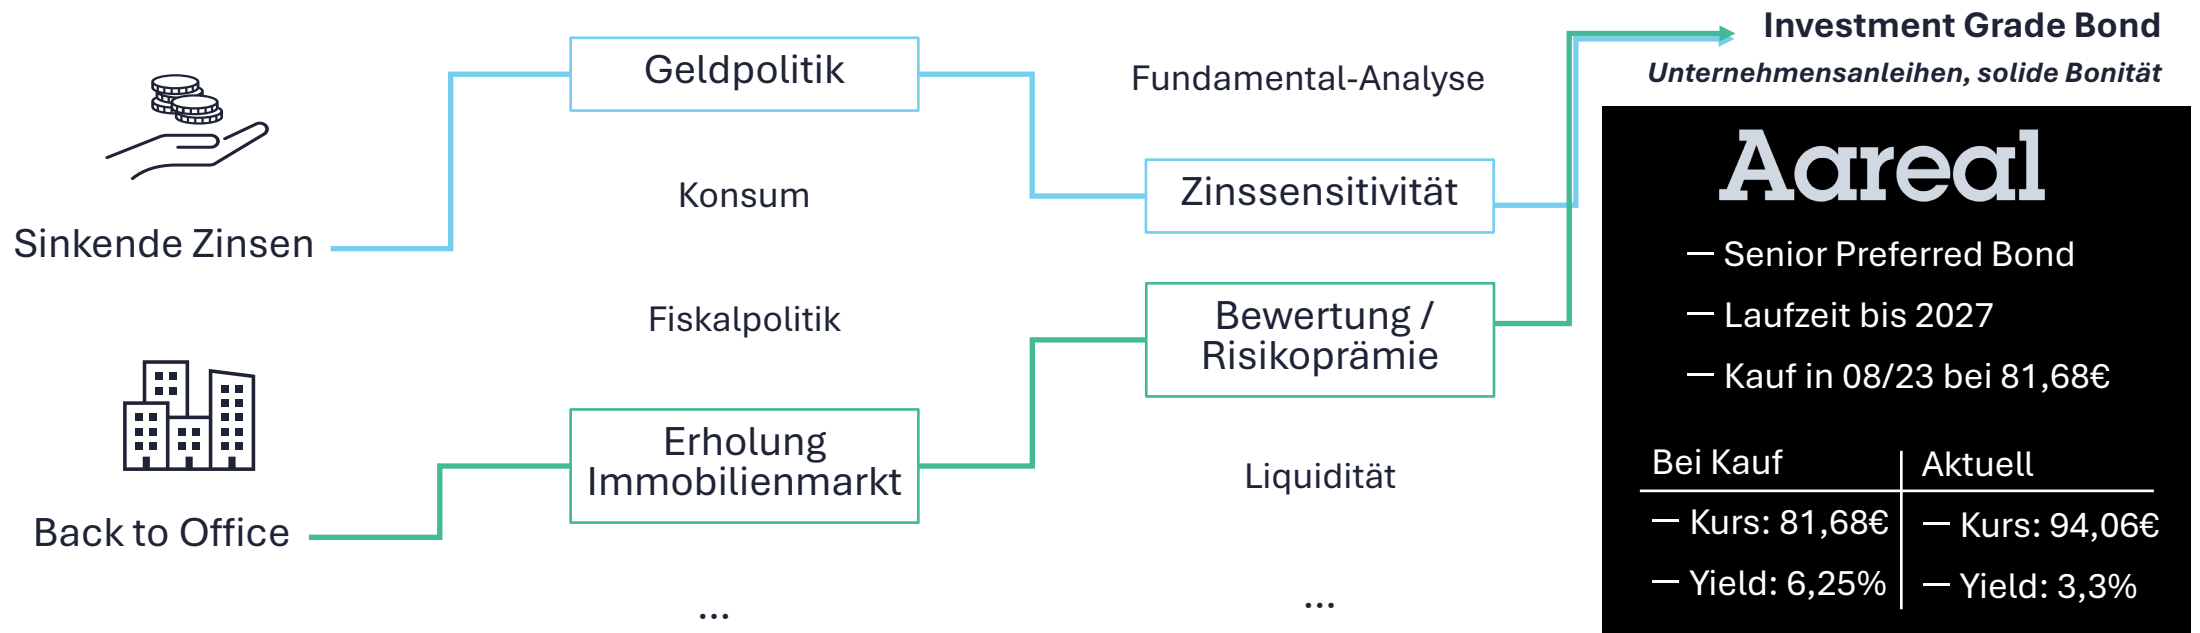 Sinkende Zinsen
Back to Office
Geldpolitik
Konsum
Fiskalpolitik
Erholung
Immobilienmarkt
...
Fundamental-Analyse
Zinssensitivität
Bewertung /
Risikoprämie
Liquidität
...
Investment Grade Bond
Unternehmensanleihen, solide Bonität
Aareal
— Senior Preferred Bond
— Laufzeit bis 2027
— Kauf in 08/23 bei 81,68€
Bei Kauf
— Kurs: 81,68€
— Yield: 6,25%
Aktuell
— Kurs: 94,06€
— Yield: 3,3%